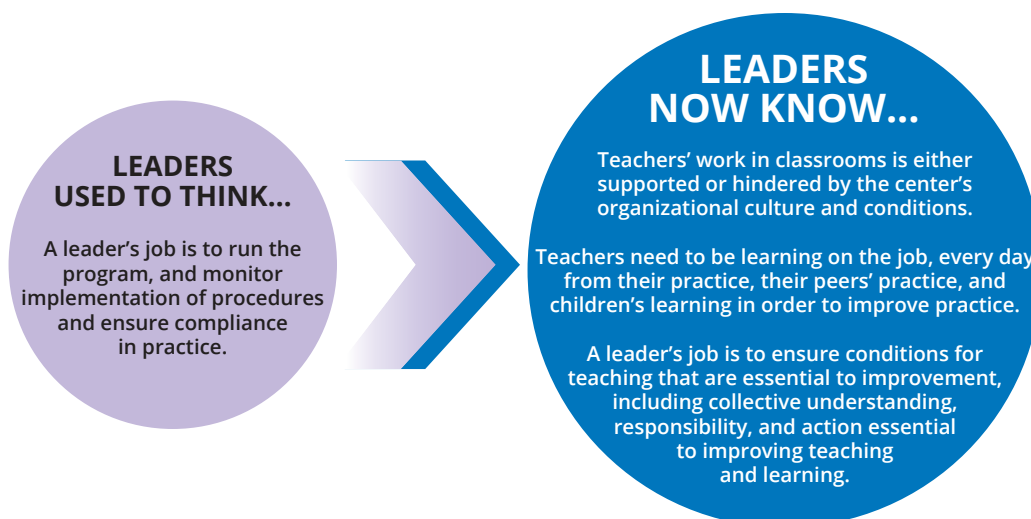 LEADERS
USED TO THINK...
A leader's job is to run the
program, and monitor
implementation of procedures
and ensure compliance
in practice.
LEADERS
NOW KNOW...
Teachers' work in classrooms is either
supported or hindered by the center's
organizational culture and conditions.
Teachers need to be learning on the job, every day
from their practice, their peers' practice, and
children's learning in order to improve practice.
A leader's job is to ensure conditions for
teaching that are essential to improvement,
including collective understanding,
responsibility, and action essential
to improving teaching
and learning.